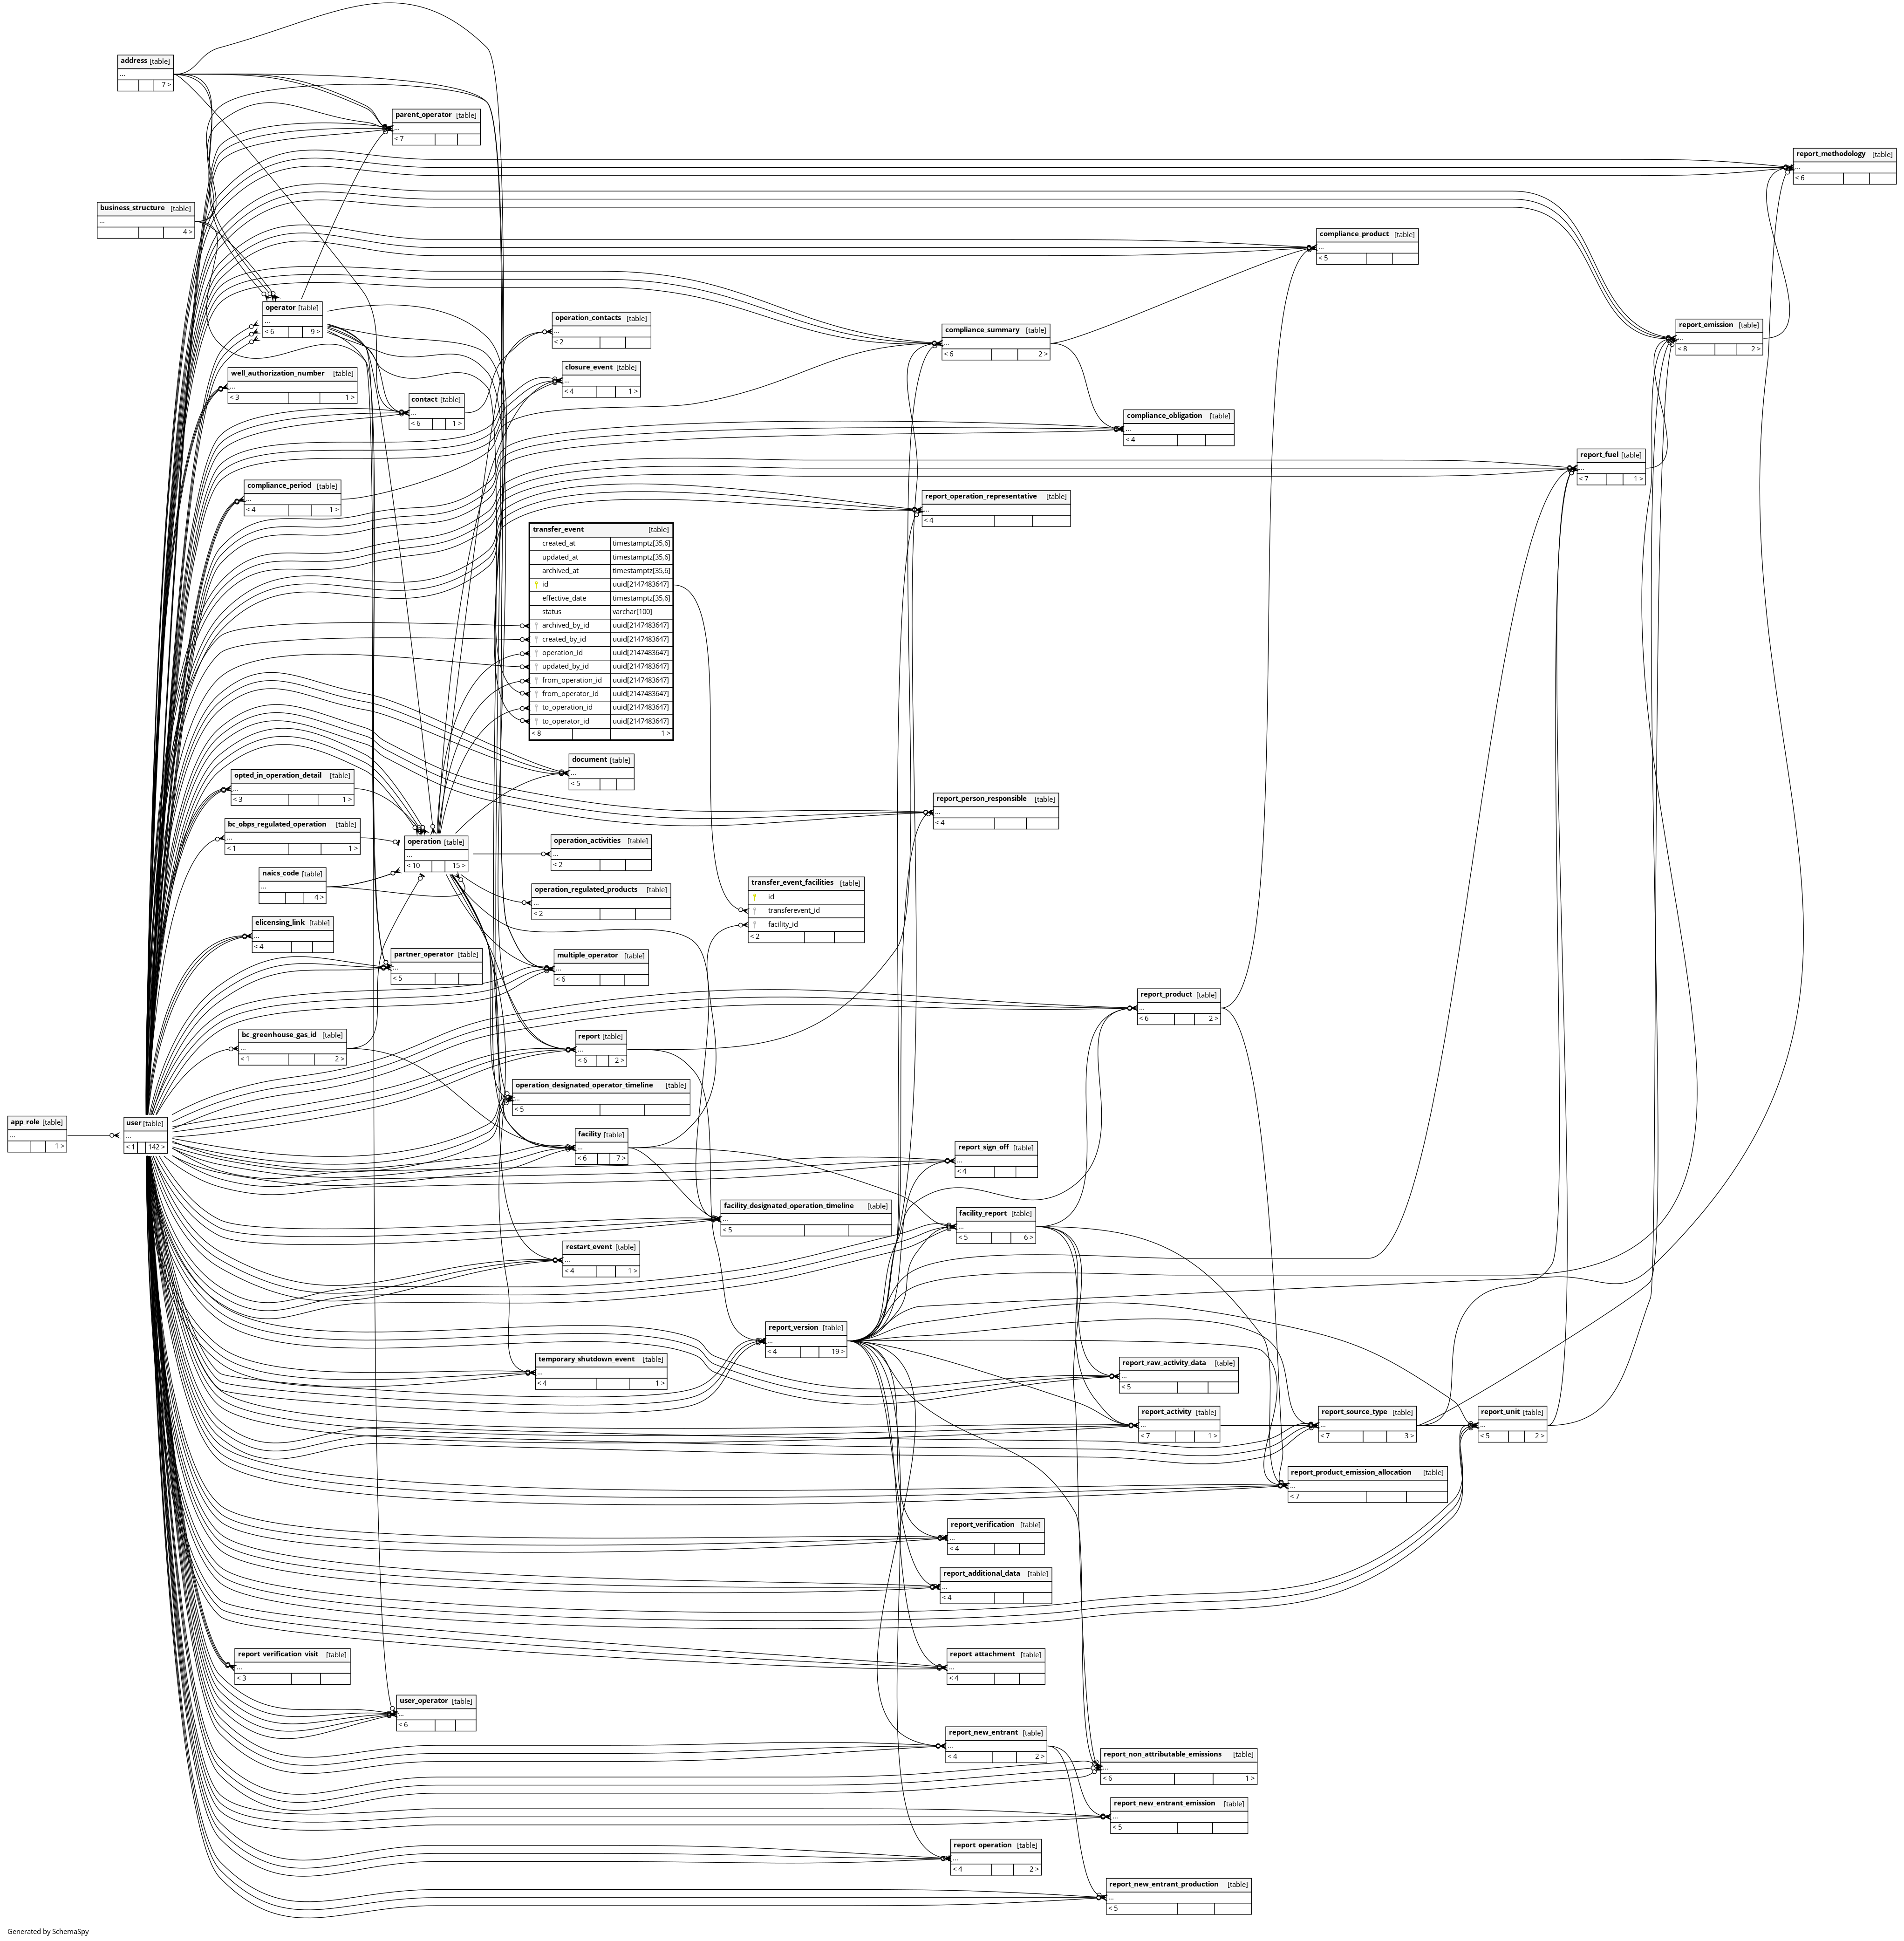 address [table]
...
7 >
parent_operator [table]
...
< 7
report_methodology [table]
...
< 6
business_structure [table]
...
4 >
compliance_product [table]
...
< 5
operator [table]
...
< 6 9 >
operation_contacts [table]
...
< 2
compliance_summary [table]
...
< 6 2 >
report_emission [table]
...
< 8 2 >
well_authorization_number [table]
...
< 3 1 >
closure_event [table]
...
< 4 1 >
contact [table]
...
< 6 1 >
compliance_obligation [table]
...
< 4
report_fuel [table]
...
< 7 1 >
compliance_period [table]
...
< 4 1 >
report_operation_representative [table]
...
< 4
transfer_event [table]
created_at timestamptz[35,6]
updated_at timestamptz[35,6]
archived_at timestamptz[35,6]
id uuid[2147483647]
effective_date timestamptz[35,6]
status varchar[100]
archived_by_id uuid[2147483647]
created_by_id uuid[2147483647]
operation_id uuid[2147483647]
updated_by_id uuid[2147483647]
from_operation_id uuid[2147483647]
from_operator_id uuid[2147483647]
to_operation_id uuid[2147483647]
to_operator_id uuid[2147483647]
< 8 1 >
document [table]
...
< 5
opted_in_operation_detail [table]
...
< 3 1 >
report_person_responsible [table]
...
< 4
bc_obps_regulated_operation [table]
...
< 1 1 >
operation [table]
...
< 10 15 >
operation_activities [table]
...
< 2
naics_code [table]
...
4 >
operation_regulated_products [table]
...
< 2
transfer_event_facilities [table]
id
transferevent_id
facility_id
< 2
elicensing_link [table]
...
< 4
partner_operator [table]
...
< 5
multiple_operator [table]
...
< 6
report_product [table]
...
< 6 2 >
bc_greenhouse_gas_id [table]
...
< 1 2 >
report [table]
...
< 6 2 >
operation_designated_operator_timeline [table]
...
< 5
app_role [table]
...
1 >
user [table]
...
< 1 142 >
facility [table]
...
< 6 7 >
report_sign_off [table]
...
< 4
facility_designated_operation_timeline [table]
...
< 5
facility_report [table]
...
< 5 6 >
restart_event [table]
...
< 4 1 >
report_version [table]
...
< 4 19 >
temporary_shutdown_event [table]
...
< 4 1 >
report_raw_activity_data [table]
...
< 5
report_activity [table]
...
< 7 1 >
report_source_type [table]
...
< 7 3 >
report_unit [table]
...
< 5 2 >
report_product_emission_allocation [table]
...
< 7
report_verification [table]
...
< 4
report_additional_data [table]
...
< 4
report_verification_visit [table]
...
< 3
report_attachment [table]
...
< 4
user_operator [table]
...
< 6
report_new_entrant [table]
...
< 4 2 >
report_non_attributable_emissions [table]
...
< 6 1 >
report_new_entrant_emission [table]
...
< 5
report_operation [table]
...
< 4 2 >
report_new_entrant_production [table]
...
< 5
Generated by SchemaSpy